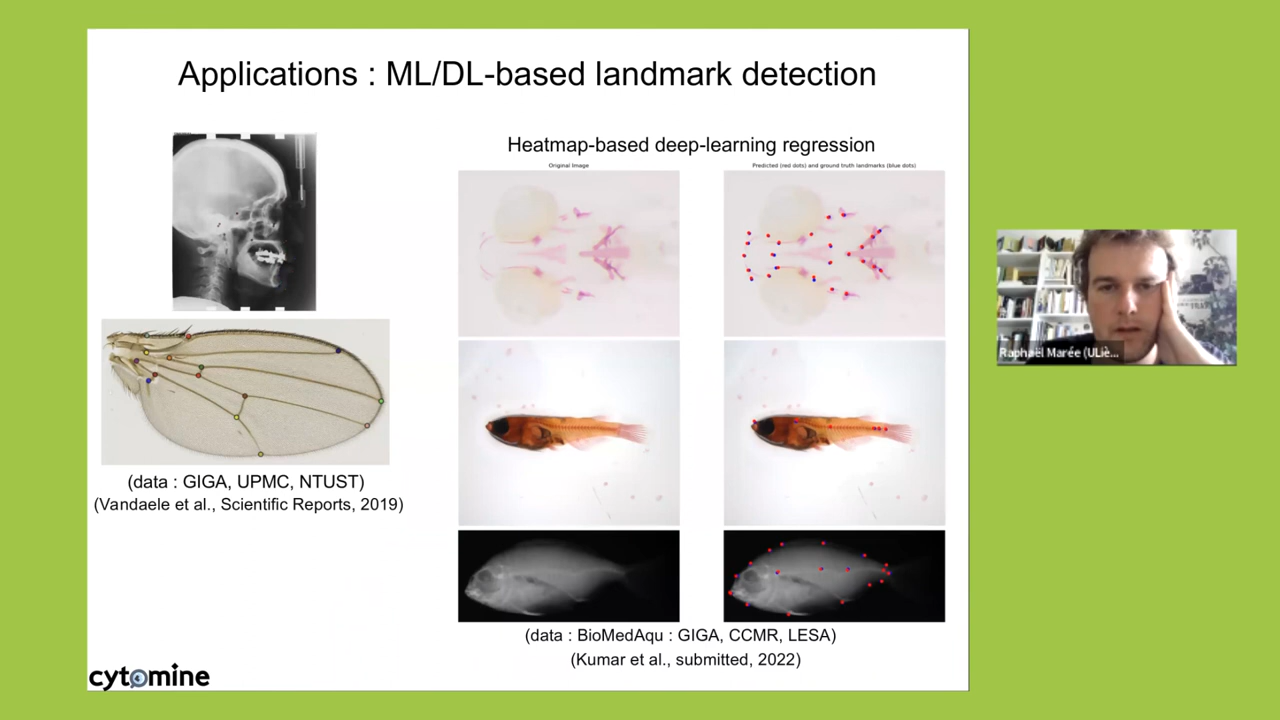 Applications : ML/DL-based landmark detection
Heatmap-based deep-learning regression
Original Image
Predicted (red dots) and ground truth landmarks (blue dots)
(data : GIGA, UPMC, NTUST)
(Vandaele et al., Scientific Reports, 2019)
(data : BioMedAqu : GIGA, CCMR, LESA)
(Kumar et al., submitted, 2022)
cytomine
Raphaël Marée (ULiè...